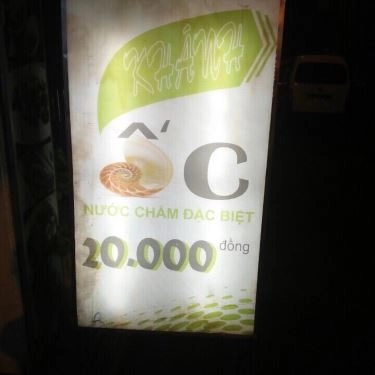 KHÁNH
ỐC
NƯỚC CHẤM ĐẶC BIỆT
20.000 đồng